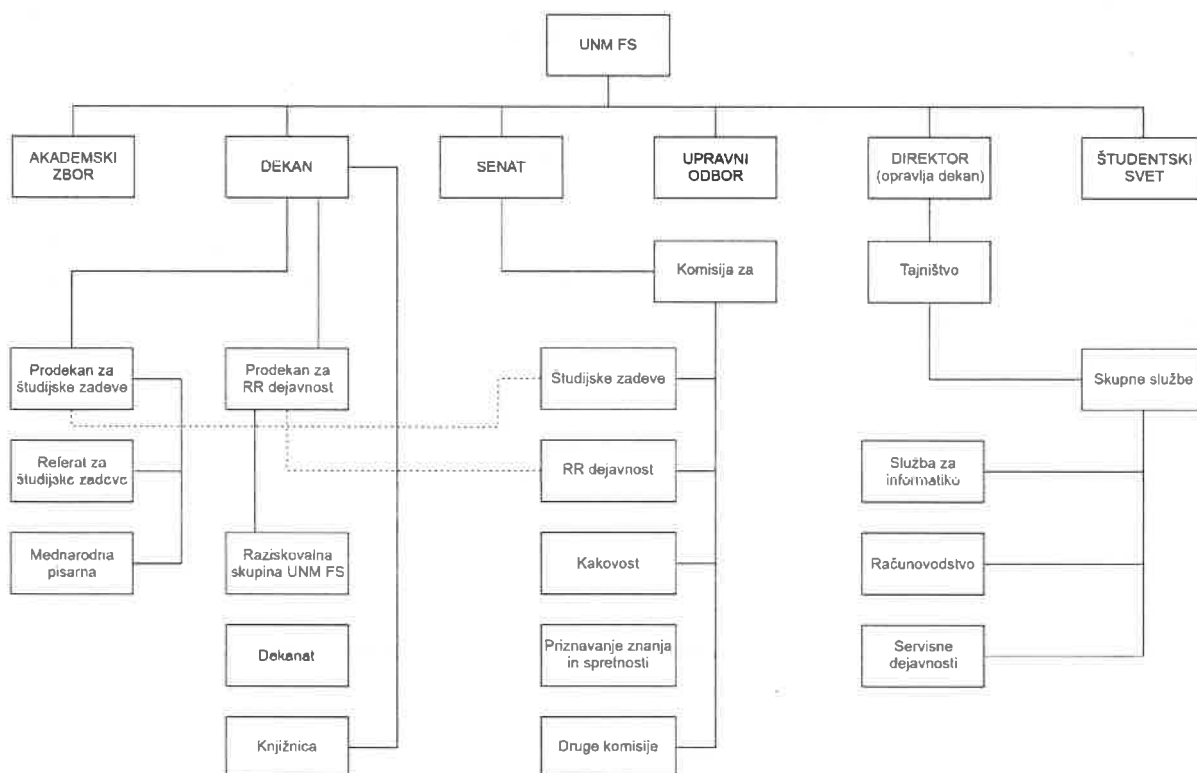 UNM FS
AKADEMSKI
ZBOR
DEKAN
SENAT
UPRAVNI
ODBOR
DIREKTOR
(opravlja dekan)
ŠTUDENTSKI
SVET
Komisija za
Tajništvo
Prodekan za
študijske zadeve
Prodekan za
RR dejavnost
Študijske zadeve
Skupne službe
Referat za
študijske zadeve
RR dejavnost
Služba za
informatiko
Mednarodna
pisarna
Raziskovalna
skupina UNM FS
Kakovost
Računovodstvo
Dekanat
Priznavanje znanja
in spretnosti
Servisne
dejavnosti
Knjižnica
Druge komisije